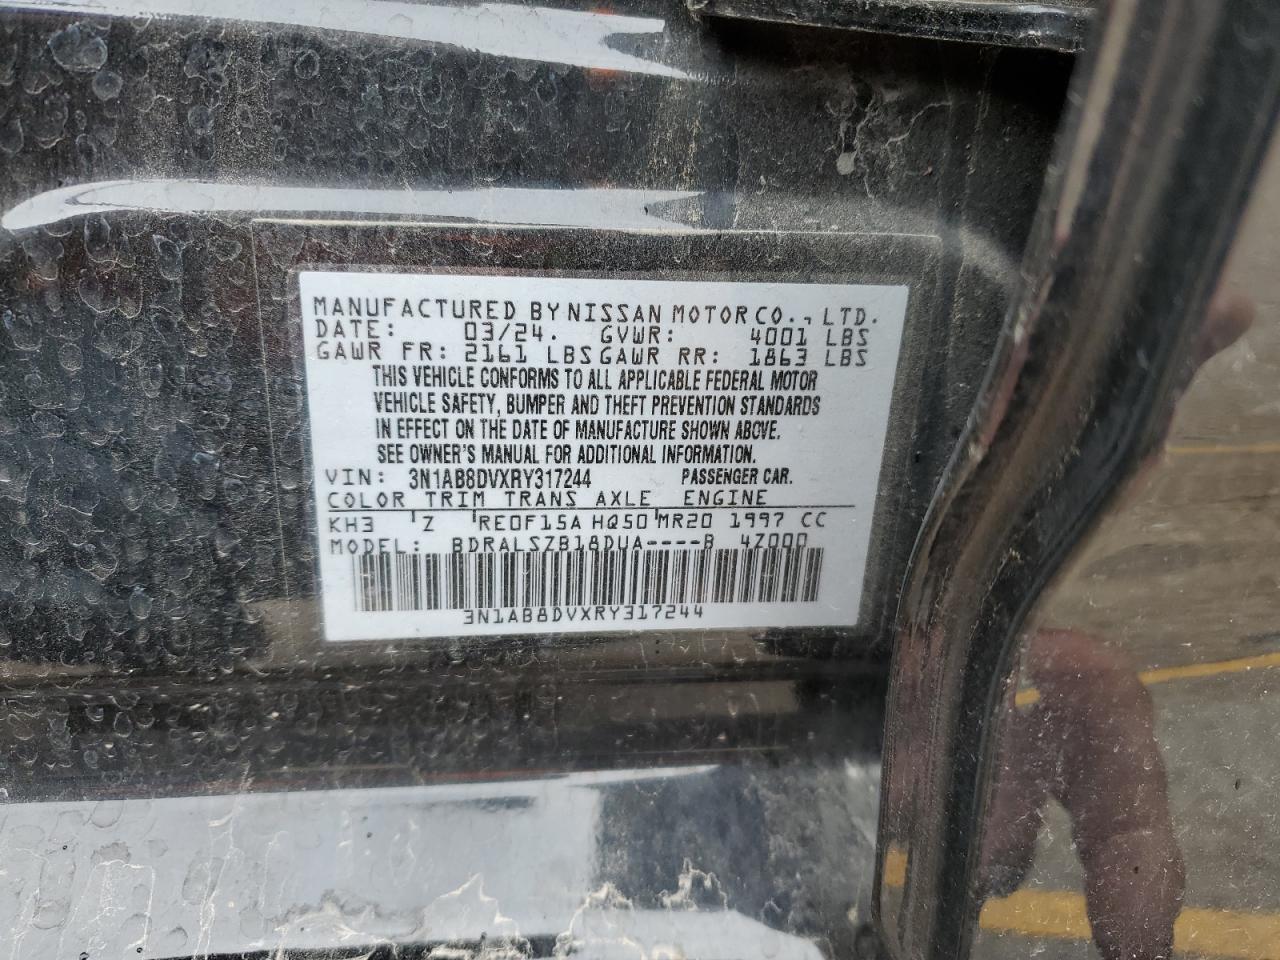 MANUFACTURED BY NISSAN MOTOR CO., LTD.
DATE: 03/24. GVWR: 4001 LBS
GAWR FR: 2161 LBS GAWR RR: 1863 LBS
THIS VEHICLE CONFORMS TO ALL APPLICABLE FEDERAL MOTOR
VEHICLE SAFETY, BUMPER AND THEFT PREVENTION STANDARDS
IN EFFECT ON THE DATE OF MANUFACTURE SHOWN ABOVE.
SEE OWNER'S MANUAL FOR ADDITIONAL INFORMATION.
VIN: 3N1AB8DVXRY317244 PASSENGER CAR.
COLOR TRIM TRANS AXLE ENGINE
KH3 Z RE0F15A HQ50 MR20 1997 CC
MODEL: BDRALSZB18DUA----B 4Z000
3N1AB8DVXRY317244